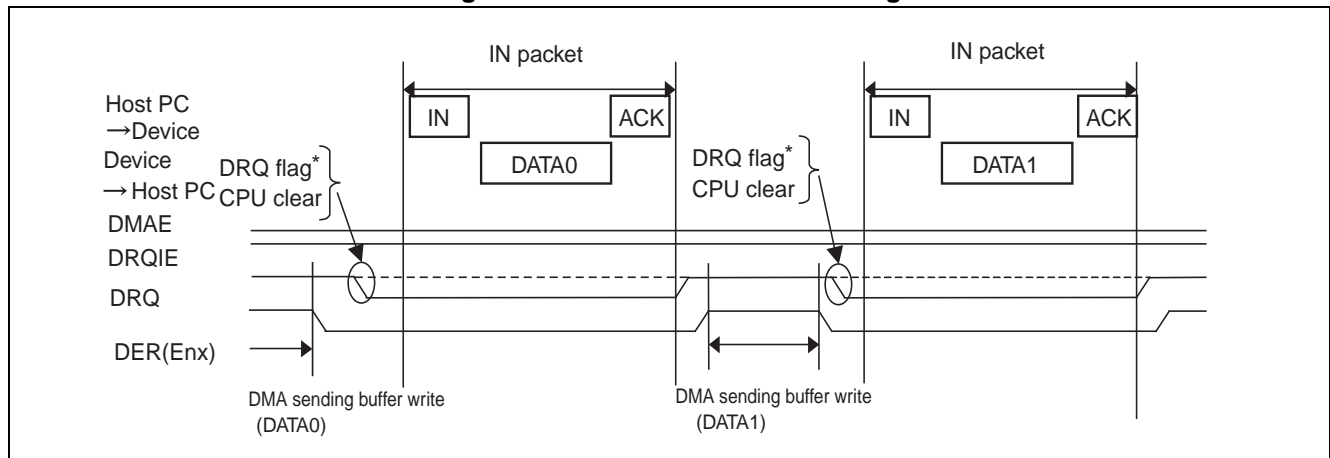 IN packet
IN packet
Host PC
→Device
IN
ACK
IN
ACK
Device
→ Host PC
DRQ flag*
CPU clear
DATA0
DRQ flag*
CPU clear
DATA1
DMAE
DRQIE
DRQ
DER(Enx)
DMA sending buffer write
(DATA0)
DMA sending buffer write
(DATA1)